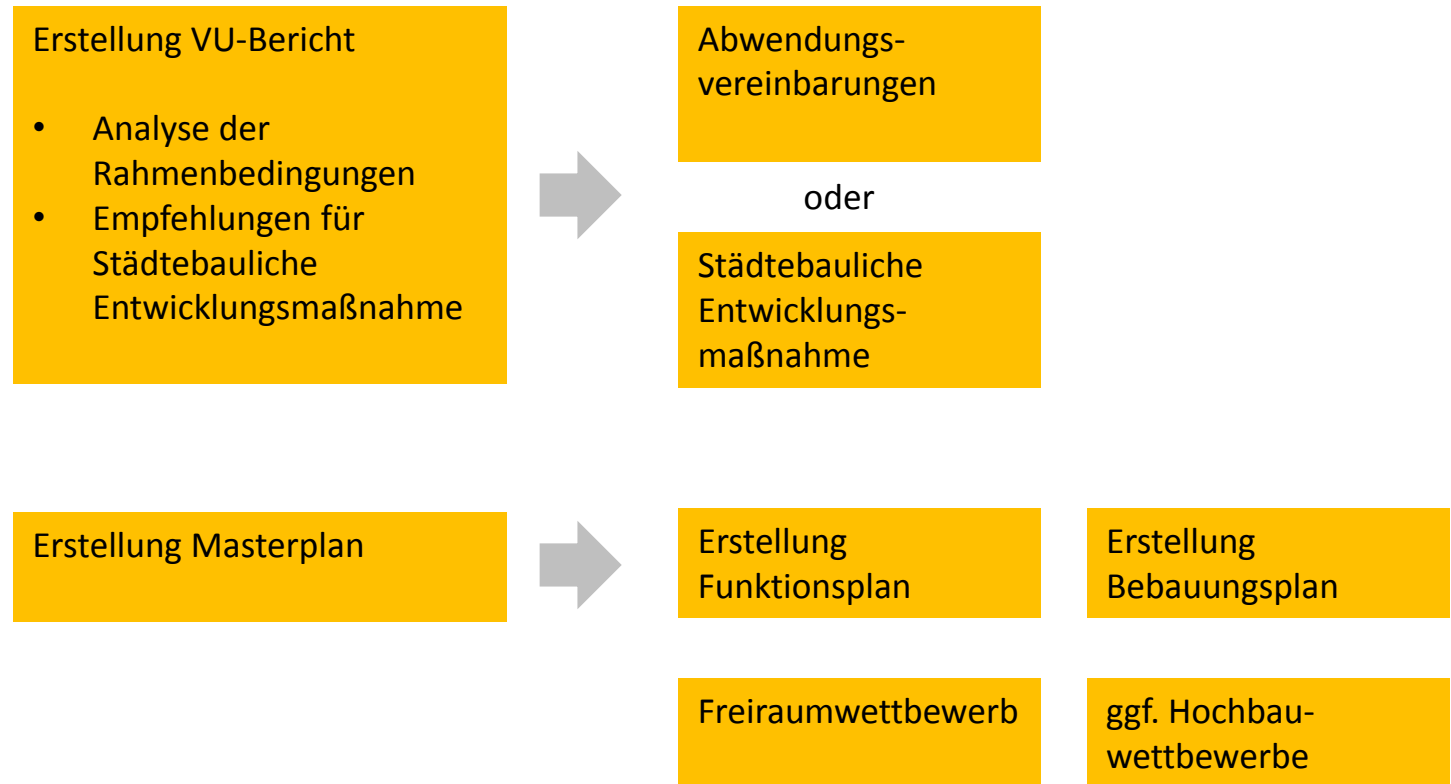 Erstellung VU-Bericht
• Analyse der
Rahmenbedingungen
• Empfehlungen für
Städtebauliche
Entwicklungsmaßnahme
Abwendungs-
vereinbarungen
oder
Städtebauliche
Entwicklungs-
maßnahme
Erstellung Masterplan
Erstellung
Funktionsplan
Erstellung
Bebauungsplan
Freiraumwettbewerb
ggf. Hochbau-
wettbewerbe